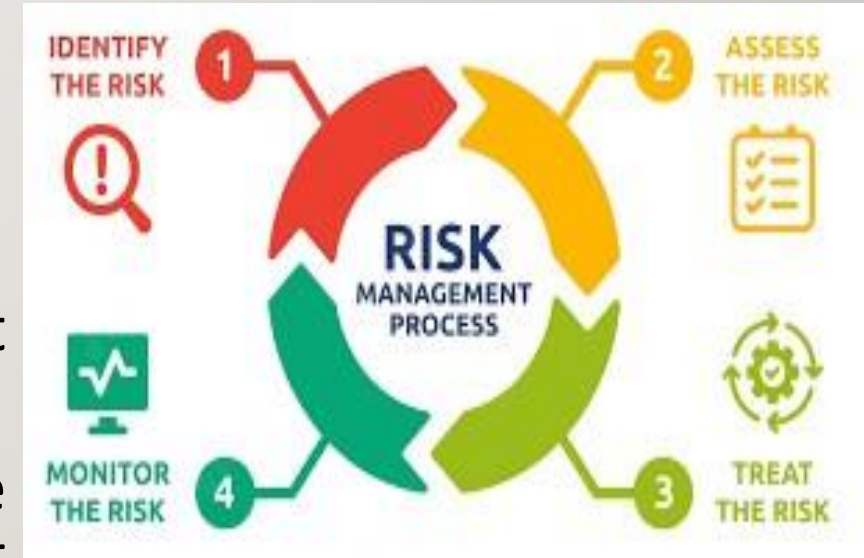 IDENTIFY
THE RISK
1
2
ASSESS
THE RISK
RISK
MANAGEMENT
PROCESS
MONITOR
THE RISK
4
3
TREAT
THE RISK
t
e